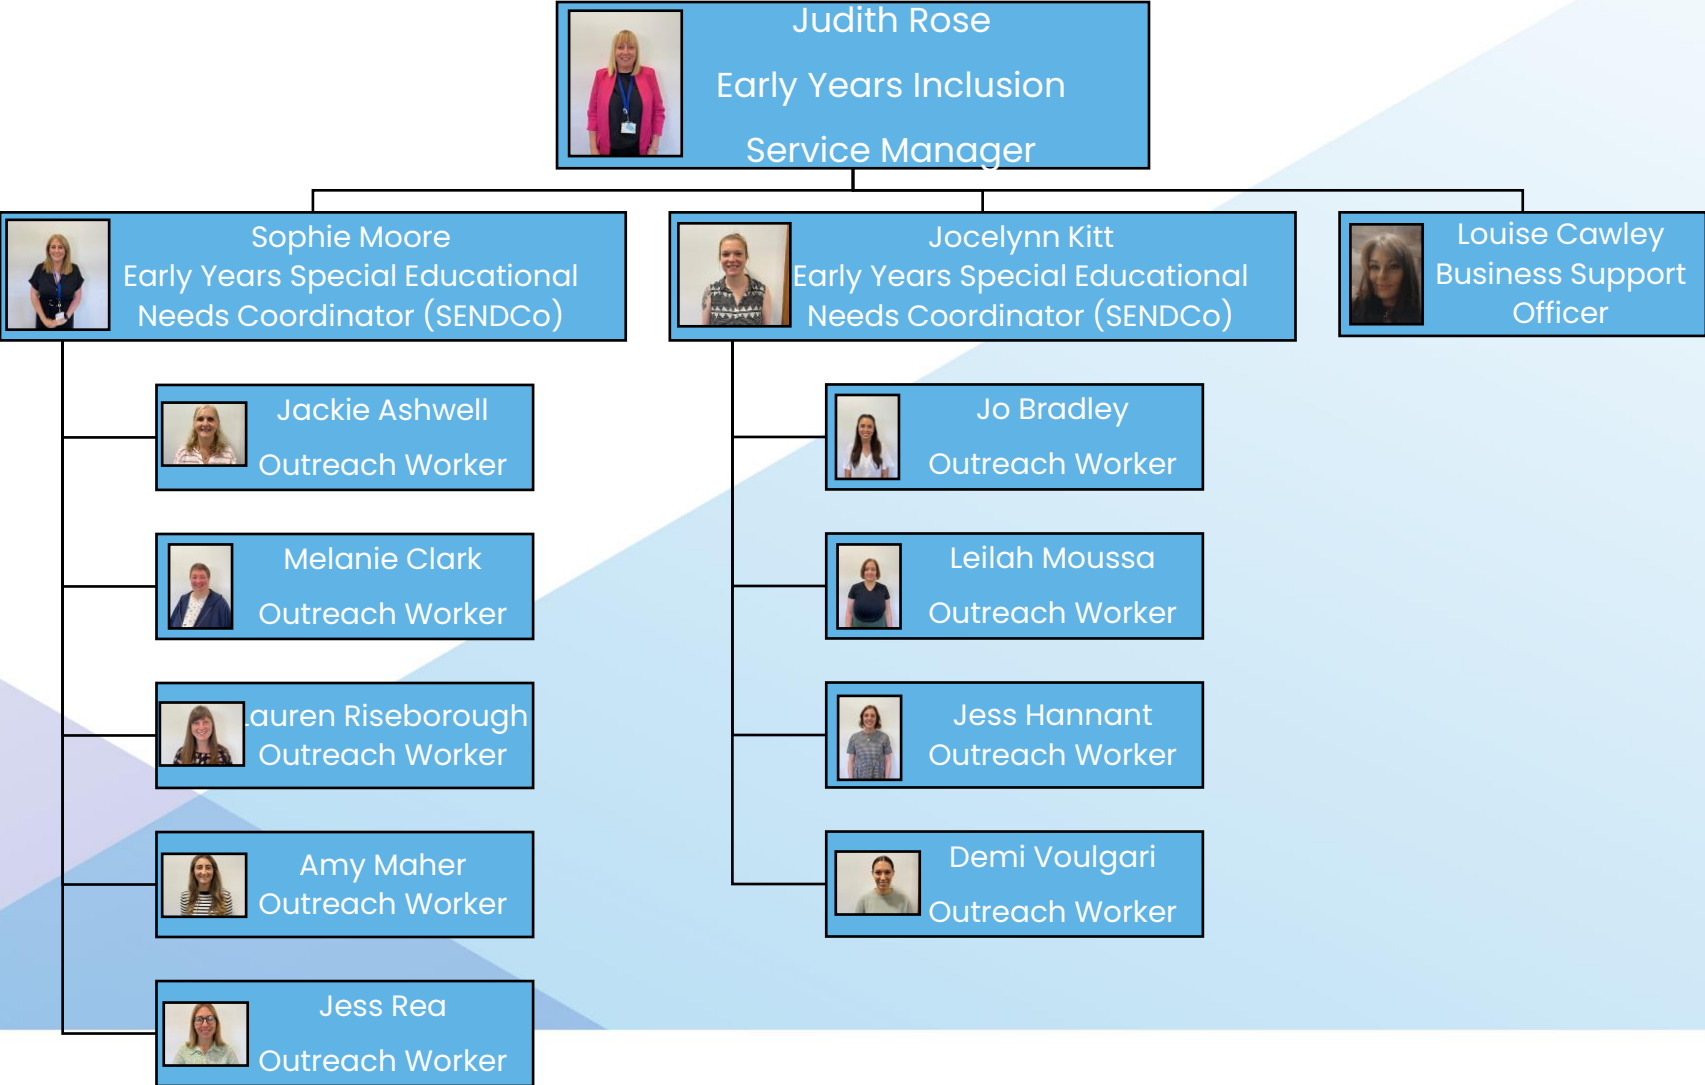 Judith Rose
Early Years Inclusion
Service Manager
Sophie Moore
Early Years Special Educational
Needs Coordinator (SENDCo)
Jocelynn Kitt
Early Years Special Educational
Needs Coordinator (SENDCo)
Louise Cawley
Business Support
Officer
Jackie Ashwell
Outreach Worker
Melanie Clark
Outreach Worker
Lauren Riseborough
Outreach Worker
Amy Maher
Outreach Worker
Jess Rea
Outreach Worker
Jo Bradley
Outreach Worker
Leilah Moussa
Outreach Worker
Jess Hannant
Outreach Worker
Demi Voulgari
Outreach Worker